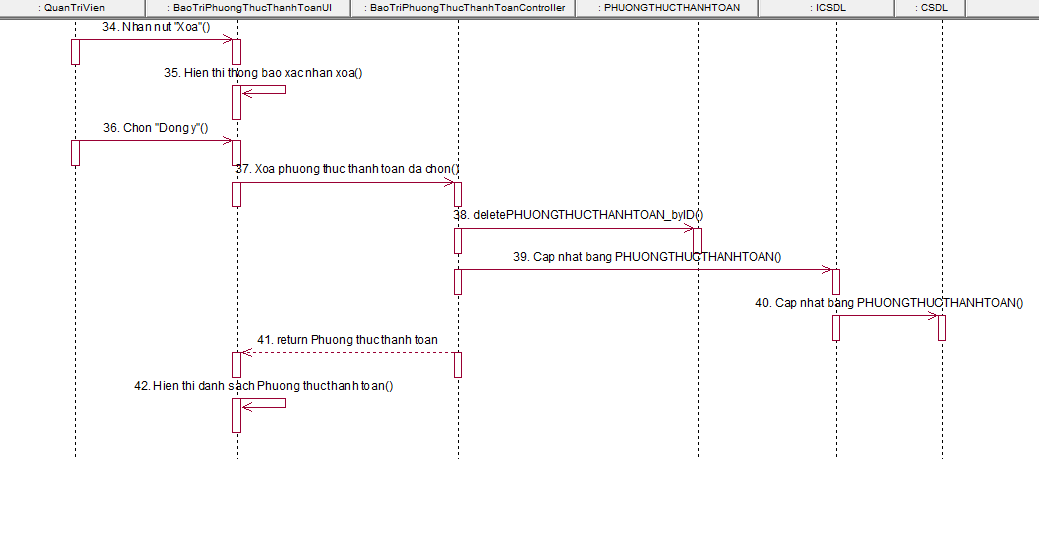 : QuanTriVien
: BaoTriPhuongThucThanhToanUI
: BaoTriPhuongThucThanhToanController
: PHUONGTHUCTHANHTOAN
: ICSDL
: CSDL
34. Nhan nut "Xoa"()
35. Hien thi thong bao xac nhan xoa()
36. Chon "Dong y"()
37. Xoa phuong thuc thanh toan da chon()
38. deletePHUONGTHUCTHANHTOAN_byID()
39. Cap nhat bang PHUONGTHUCTHANHTOAN()
40. Cap nhat bang PHUONGTHUCTHANHTOAN()
41. return Phuong thuc thanh toan
42. Hien thi danh sach Phuong thuc thanh toan()